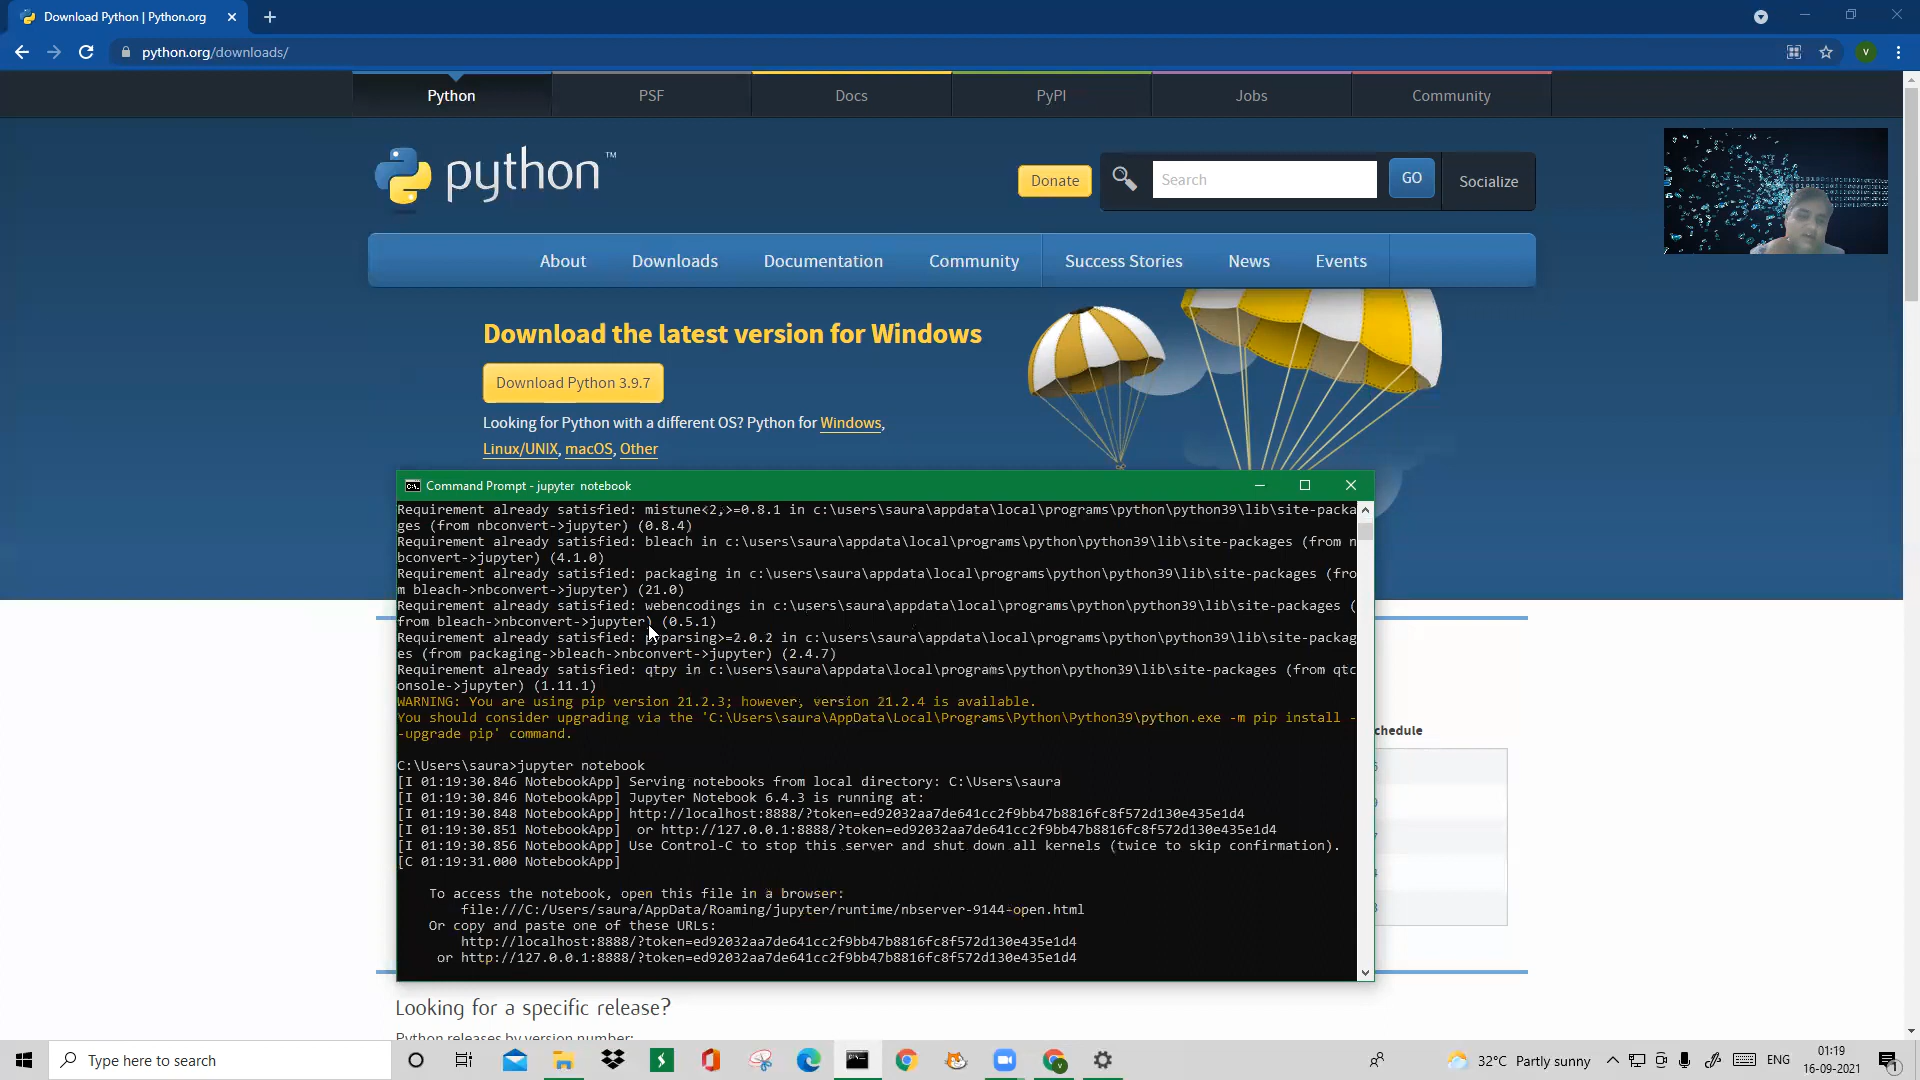 Download Python | Python.org
python.org/downloads/
V
Python
PSF
Docs
PyPI
Jobs
Community
python™
Donate
Search
GO
Socialize
About
Downloads
Documentation
Community
Success Stories
News
Events
Download the latest version for Windows
Download Python 3.9.7
Looking for Python with a different OS? Python for Windows,
Linux/UNIX, macOS, Other
Command Prompt - jupyter notebook
Requirement already satisfied: mistune<2,>=0.8.1 in c:\users\saura\appdata\local\programs\python\python39\lib\site-packa
ges (from nbconvert->jupyter) (0.8.4)
Requirement already satisfied: bleach in c:\users\saura\appdata\local\programs\python\python39\lib\site-packages (from n
bconvert->jupyter) (4.1.0)
Requirement already satisfied: packaging in c:\users\saura\appdata\local\programs\python\python39\lib\site-packages (fro
m bleach->nbconvert->jupyter) (21.0)
Requirement already satisfied: webencodings in c:\users\saura\appdata\local\programs\python\python39\lib\site-packages (
from bleach->nbconvert->jupyter) (0.5.1)
Requirement already satisfied: pyparsing>=2.0.2 in c:\users\saura\appdata\local\programs\python\python39\lib\site-packag
es (from packaging->bleach->nbconvert->jupyter) (2.4.7)
Requirement already satisfied: qtpy in c:\users\saura\appdata\local\programs\python\python39\lib\site-packages (from qtc
onsole->jupyter) (1.11.1)
WARNING: You are using pip version 21.2.3; however, version 21.2.4 is available.
You should consider upgrading via the 'C:\Users\saura\AppData\Local\Programs\Python\Python39\python.exe -m pip install -
-upgrade pip' command.
C:\Users\saura>jupyter notebook
[I 01:19:30.846 NotebookApp] Serving notebooks from local directory: C:\Users\saura
[I 01:19:30.846 NotebookApp] Jupyter Notebook 6.4.3 is running at:
[I 01:19:30.848 NotebookApp] http://localhost:8888/?token=ed92032aa7de641cc2f9bb47b8816fc8f572d130e435e1d4
[I 01:19:30.851 NotebookApp]  or http://127.0.0.1:8888/?token=ed92032aa7de641cc2f9bb47b8816fc8f572d130e435e1d4
[I 01:19:30.856 NotebookApp] Use Control-C to stop this server and shut down all kernels (twice to skip confirmation).
[C 01:19:31.000 NotebookApp]
To access the notebook, open this file in a browser:
file:///C:/Users/saura/AppData/Roaming/jupyter/runtime/nbserver-9144-open.html
Or copy and paste one of these URLs:
http://localhost:8888/?token=ed92032aa7de641cc2f9bb47b8816fc8f572d130e435e1d4
or http://127.0.0.1:8888/?token=ed92032aa7de641cc2f9bb47b8816fc8f572d130e435e1d4
chedule
Looking for a specific release?
Python releases by version number:
Type here to search
32°C Partly sunny
ENG
01:19
16-09-2021